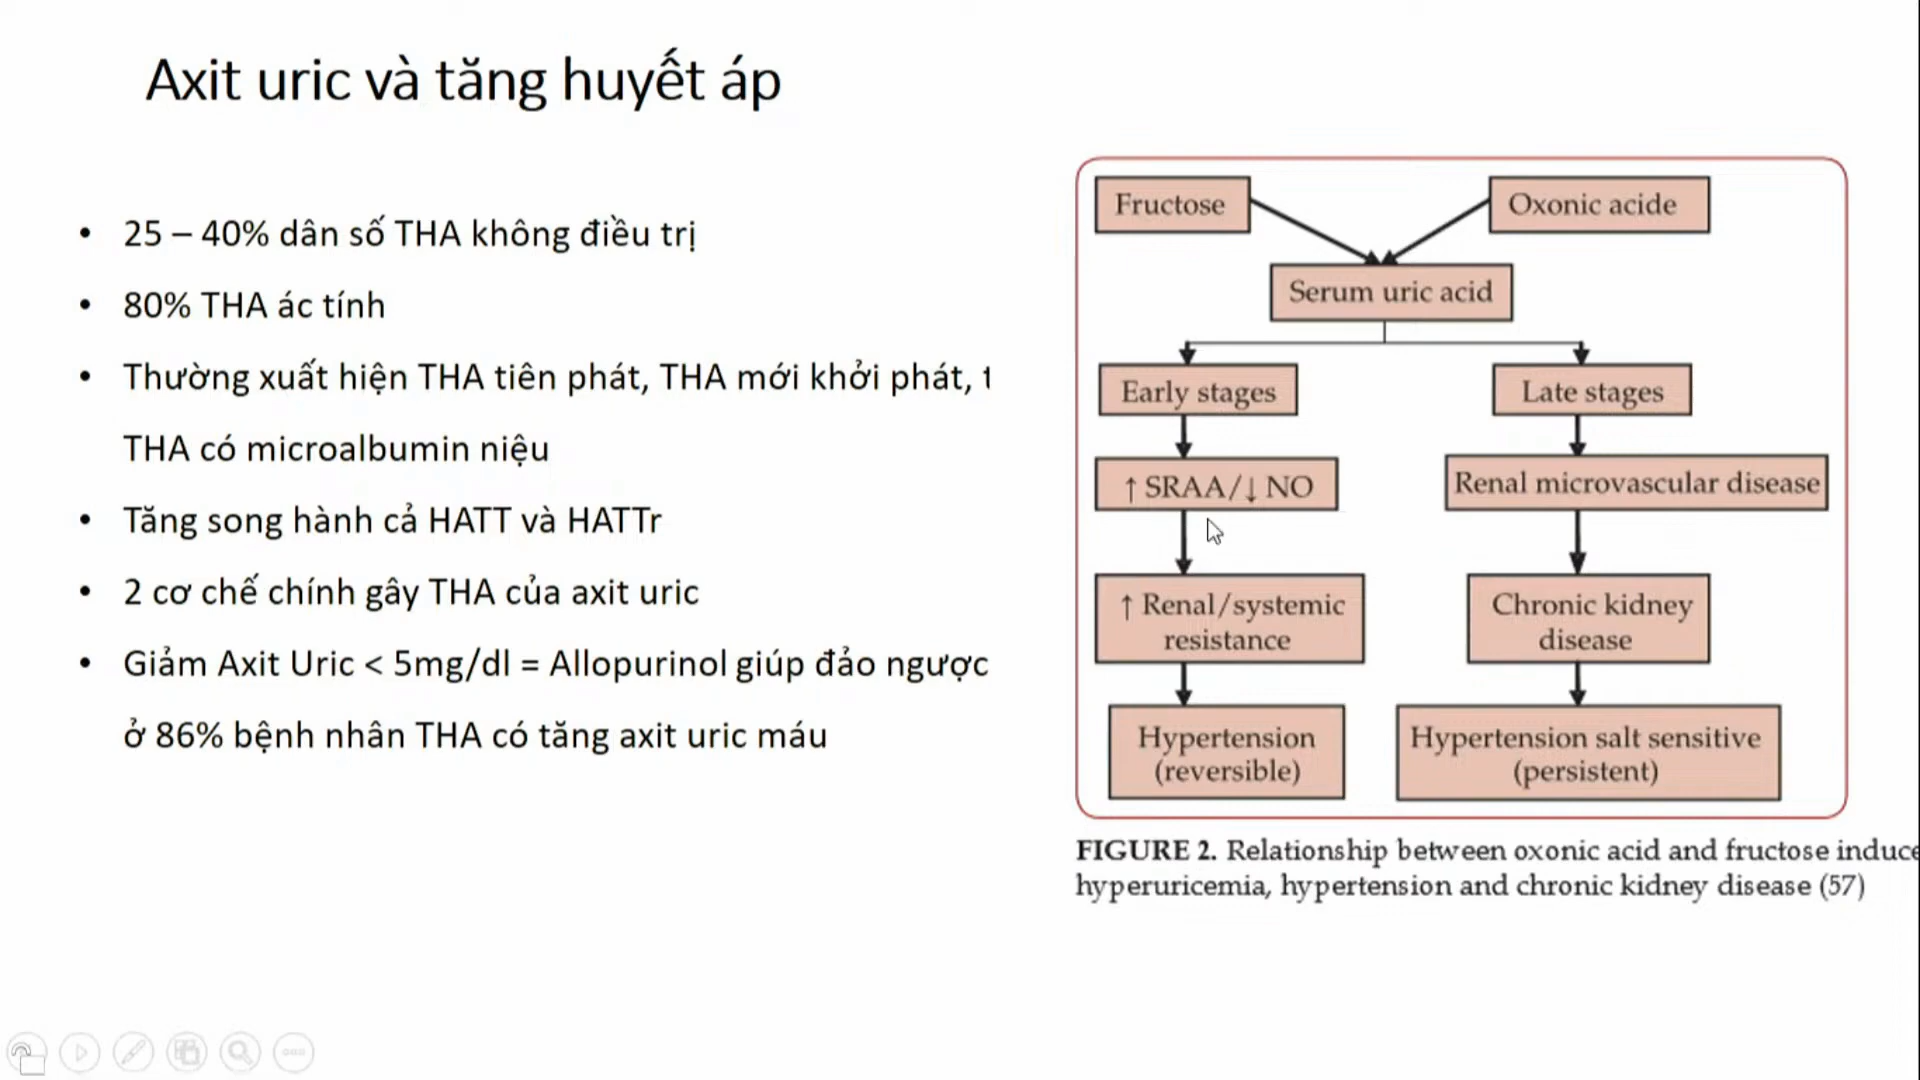 Axit uric và tăng huyết áp
• 25 – 40% dân số THA không điều trị
• 80% THA ác tính
• Thường xuất hiện THA tiên phát, THA mới khởi phát, t
THA có microalbumin niệu
• Tăng song hành cả HATT và HATTr
• 2 cơ chế chính gây THA của axit uric
• Giảm Axit Uric < 5mg/dl = Allopurinol giúp đảo ngược
ở 86% bệnh nhân THA có tăng axit uric máu
Fructose
Oxonic acide
Serum uric acid
Early stages
Late stages
↑ SRAA/↓ NO
Renal microvascular disease
↑ Renal/systemic
resistance
Chronic kidney
disease
Hypertension
(reversible)
Hypertension salt sensitive
(persistent)
FIGURE 2. Relationship between oxonic acid and fructose induce
hyperuricemia, hypertension and chronic kidney disease (57)